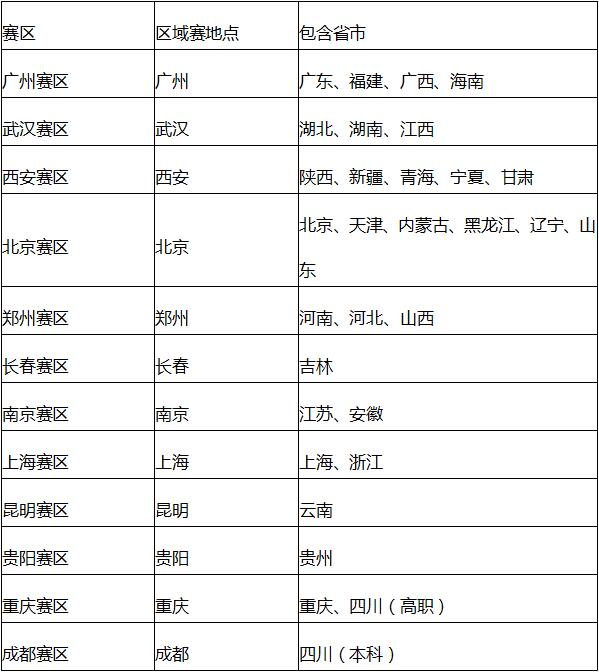 赛区 区域赛地点 包含省市
广州赛区 广州 广东、福建、广西、海南
武汉赛区 武汉 湖北、湖南、江西
西安赛区 西安 陕西、新疆、青海、宁夏、甘肃
北京赛区 北京 北京、天津、内蒙古、黑龙江、辽宁、山
东
郑州赛区 郑州 河南、河北、山西
长春赛区 长春 吉林
南京赛区 南京 江苏、安徽
上海赛区 上海 上海、浙江
昆明赛区 昆明 云南
贵阳赛区 贵阳 贵州
重庆赛区 重庆 重庆、四川（高职）
成都赛区 成都 四川（本科）